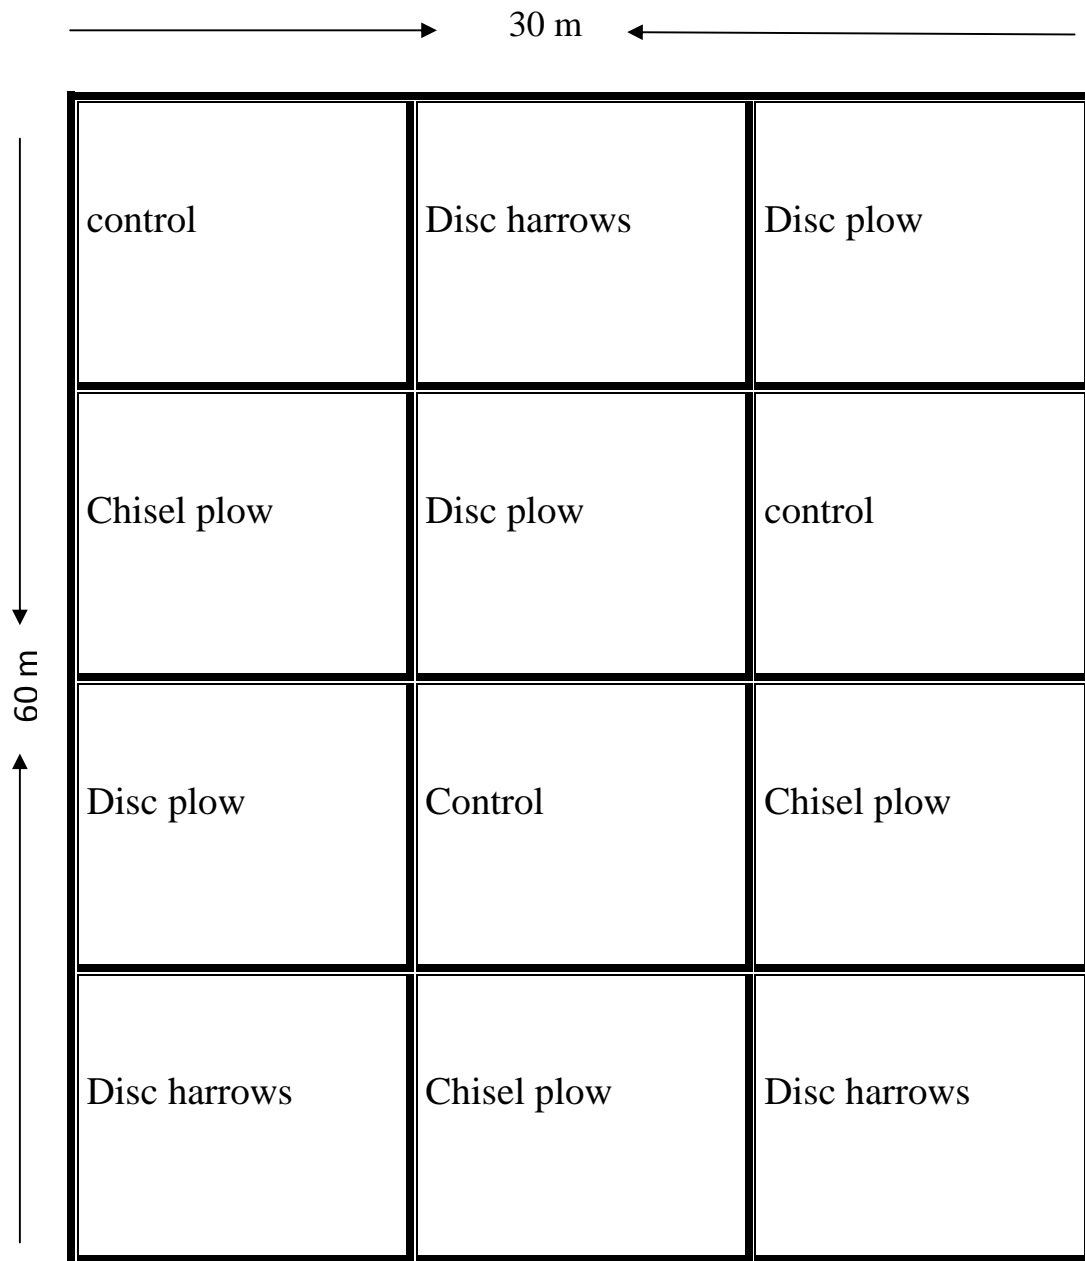 30 m
control Disc harrows Disc plow
Chisel plow Disc plow control
60 m
Disc plow Control Chisel plow
Disc harrows Chisel plow Disc harrows